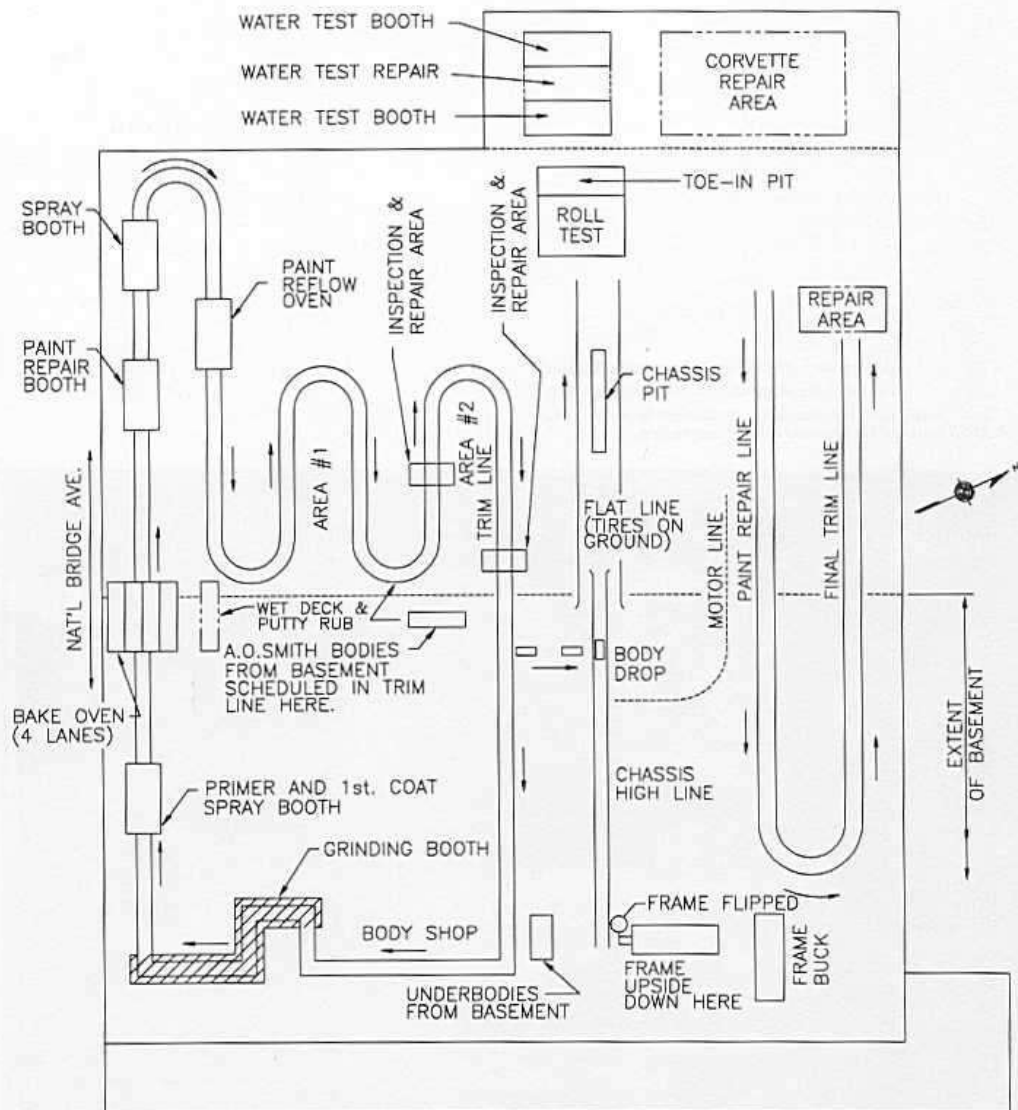 WATER TEST BOOTH
WATER TEST REPAIR
WATER TEST BOOTH
CORVETTE
REPAIR
AREA
TOE-IN PIT
ROLL
TEST
SPRAY
BOOTH
PAINT
REFLOW
OVEN
INSPECTION &
REPAIR AREA
INSPECTION &
REPAIR AREA
REPAIR
AREA
PAINT
REPAIR
BOOTH
CHASSIS
PIT
AREA #1
AREA #2
TRIM LINE
NAT'L BRIDGE AVE.
FLAT LINE
(TIRES ON
GROUND)
MOTOR LINE
PAINT REPAIR LINE
FINAL TRIM LINE
WET DECK &
PUTTY RUB
A.O.SMITH BODIES
FROM BASEMENT
SCHEDULED IN TRIM
LINE HERE.
BODY
DROP
BAKE OVEN
(4 LANES)
EXTENT
OF BASEMENT
PRIMER AND 1st. COAT
SPRAY BOOTH
CHASSIS
HIGH LINE
GRINDING BOOTH
FRAME FLIPPED
BODY SHOP
UNDERBODIES
FROM BASEMENT
FRAME
UPSIDE
DOWN HERE
FRAME
BUCK